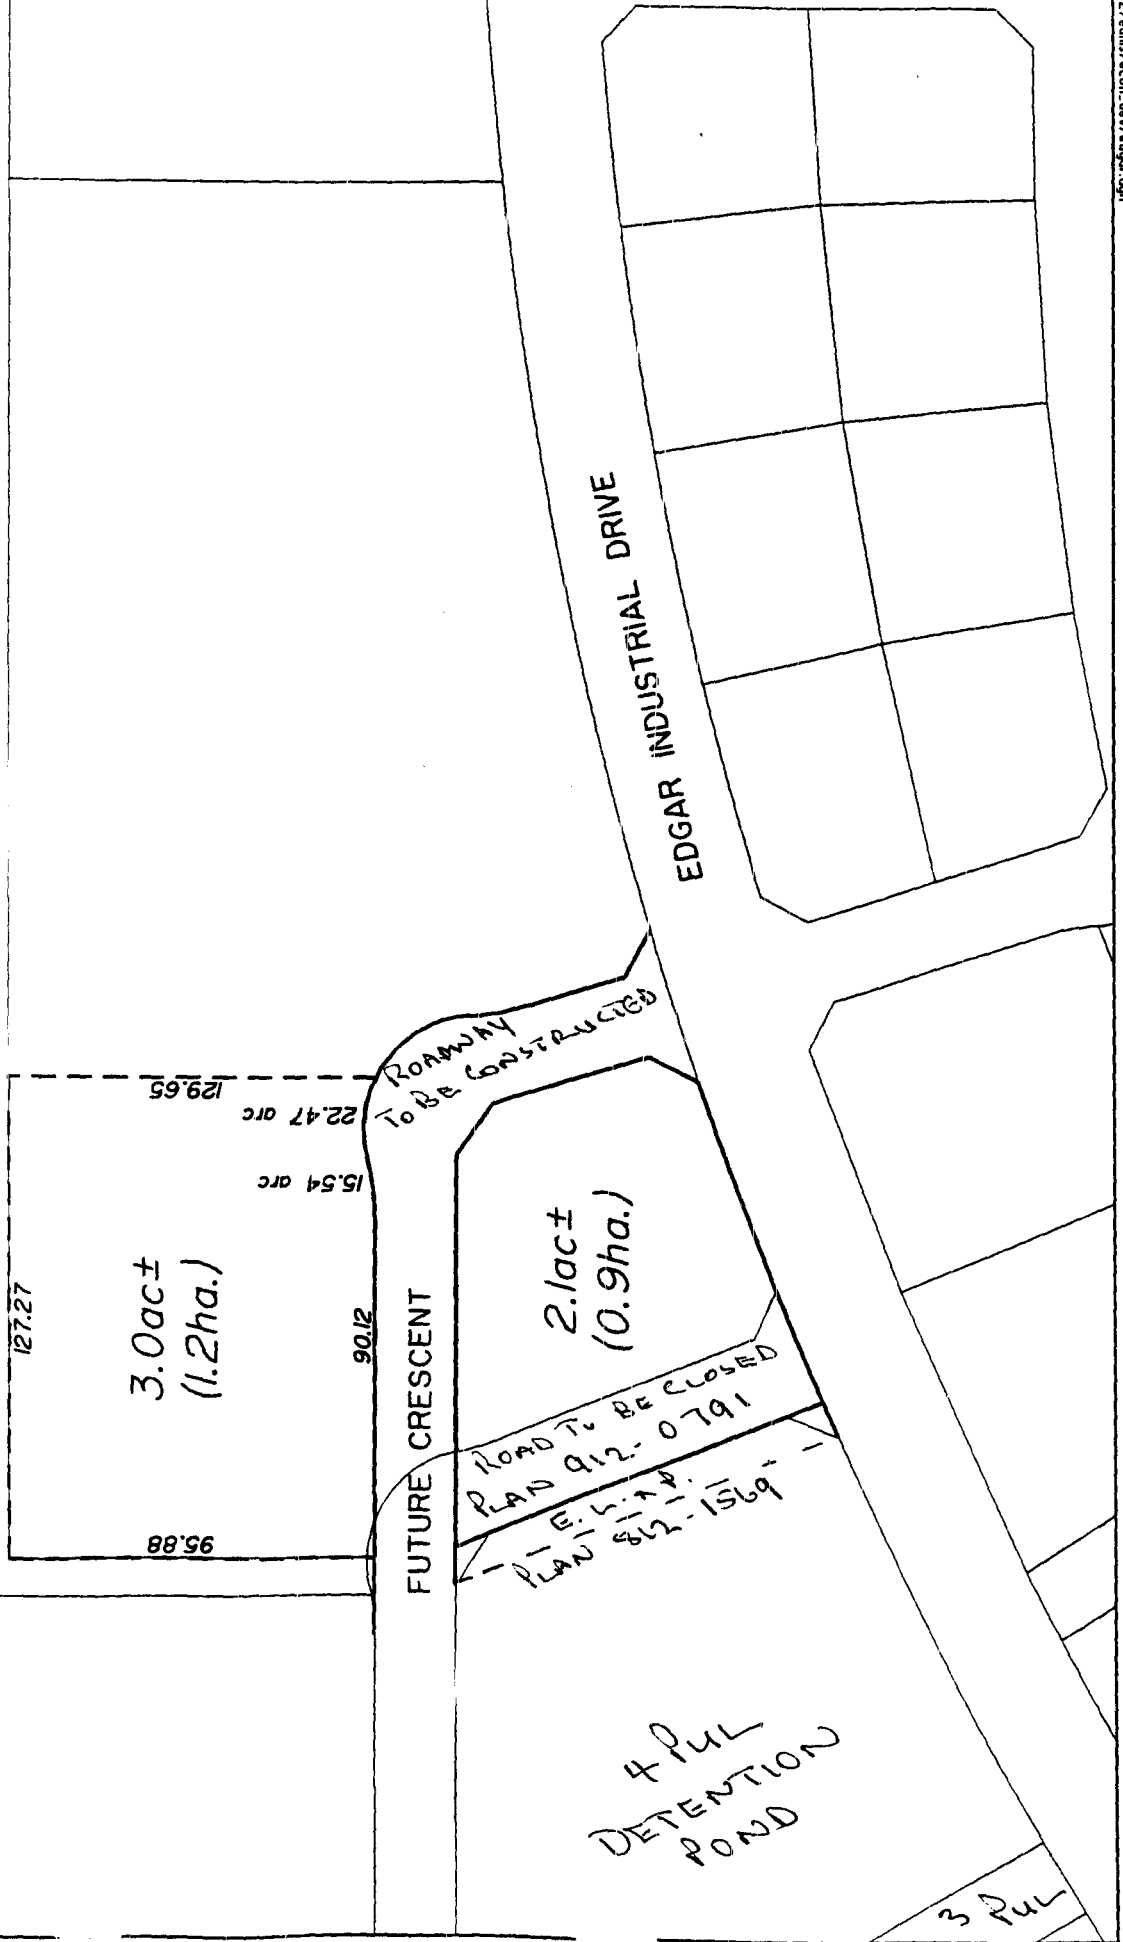 127.27
3.0ac±
(1.2ha.)
129.65
22.47 arc
15.54 arc
90.12
95.88
FUTURE CRESCENT
ROADWAY
TO BE CONSTRUCTED
2.1ac±
(0.9ha.)
ROAD TO BE CLOSED
PLAN 912-0791
PLAN 812-1569
EDGAR INDUSTRIAL DRIVE
4 PUL
DETENTION
POND
3 PUL